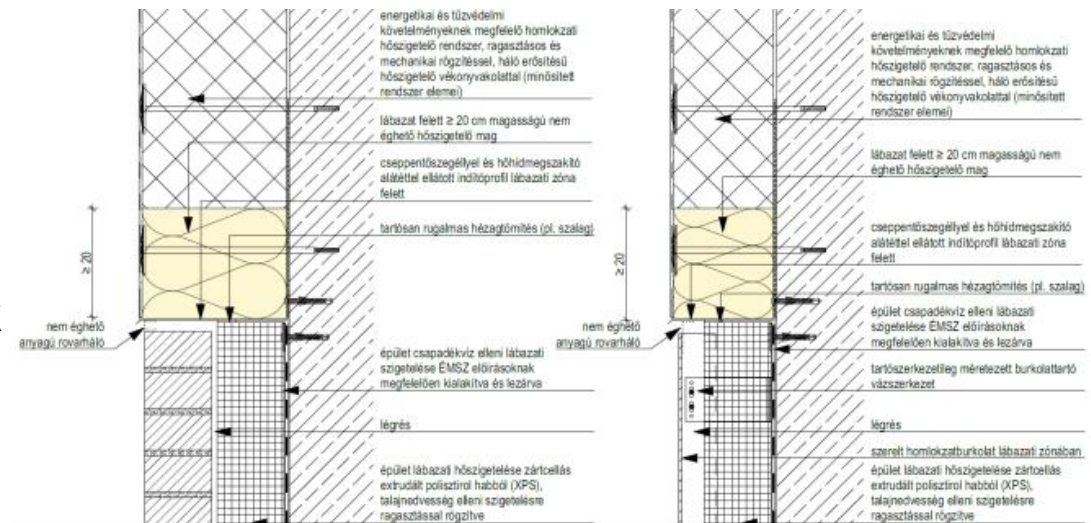 energetikai és tűzvédelmi
követelményeknek megfelelő homlokzati
hőszigetelő rendszer, ragasztásos és
mechanikai rögzítéssel, háló erősítésű
hőszigetelő vékonyvakolattal (minősített
rendszer elemei)
lábazat felett ≥ 20 cm magasságú nem
éghető hőszigetelő mag
cseppentőszegéllyel és hőhídmegszakító
alátéttel ellátott indítóprofil lábazati zóna
felett
tartósan rugalmas hézagtömítés (pl. szalag)
≥ 20
nem éghető
anyagú rovarháló
épület csapadékvíz elleni lábazati
szigetelése ÉMSZ előírásoknak
megfelelően kialakítva és lezárva
légrés
épület lábazati hőszigetelése zártcellás
extrudált polisztirol habból (XPS),
talajnedvesség elleni szigetelésre
ragasztással rögzítve
energetikai és tűzvédelmi
követelményeknek megfelelő homlokzati
hőszigetelő rendszer, ragasztásos és
mechanikai rögzítéssel, háló erősítésű
hőszigetelő vékonyvakolattal (minősített
rendszer elemei)
lábazat felett ≥ 20 cm magasságú nem
éghető hőszigetelő mag
cseppentőszegéllyel és hőhídmegszakító
alátéttel ellátott indítóprofil lábazati zóna
felett
tartósan rugalmas hézagtömítés (pl. szalag)
≥ 20
nem éghető
anyagú rovarháló
épület csapadékvíz elleni lábazati
szigetelése ÉMSZ előírásoknak
megfelelően kialakítva és lezárva
tartószerkezetileg méretezett burkolattartó
vázszerkezet
légrés
szerelt homlokzatburkolat lábazati zónában
épület lábazati hőszigetelése zártcellás
extrudált polisztirol habból (XPS),
talajnedvesség elleni szigetelésre
ragasztással rögzítve